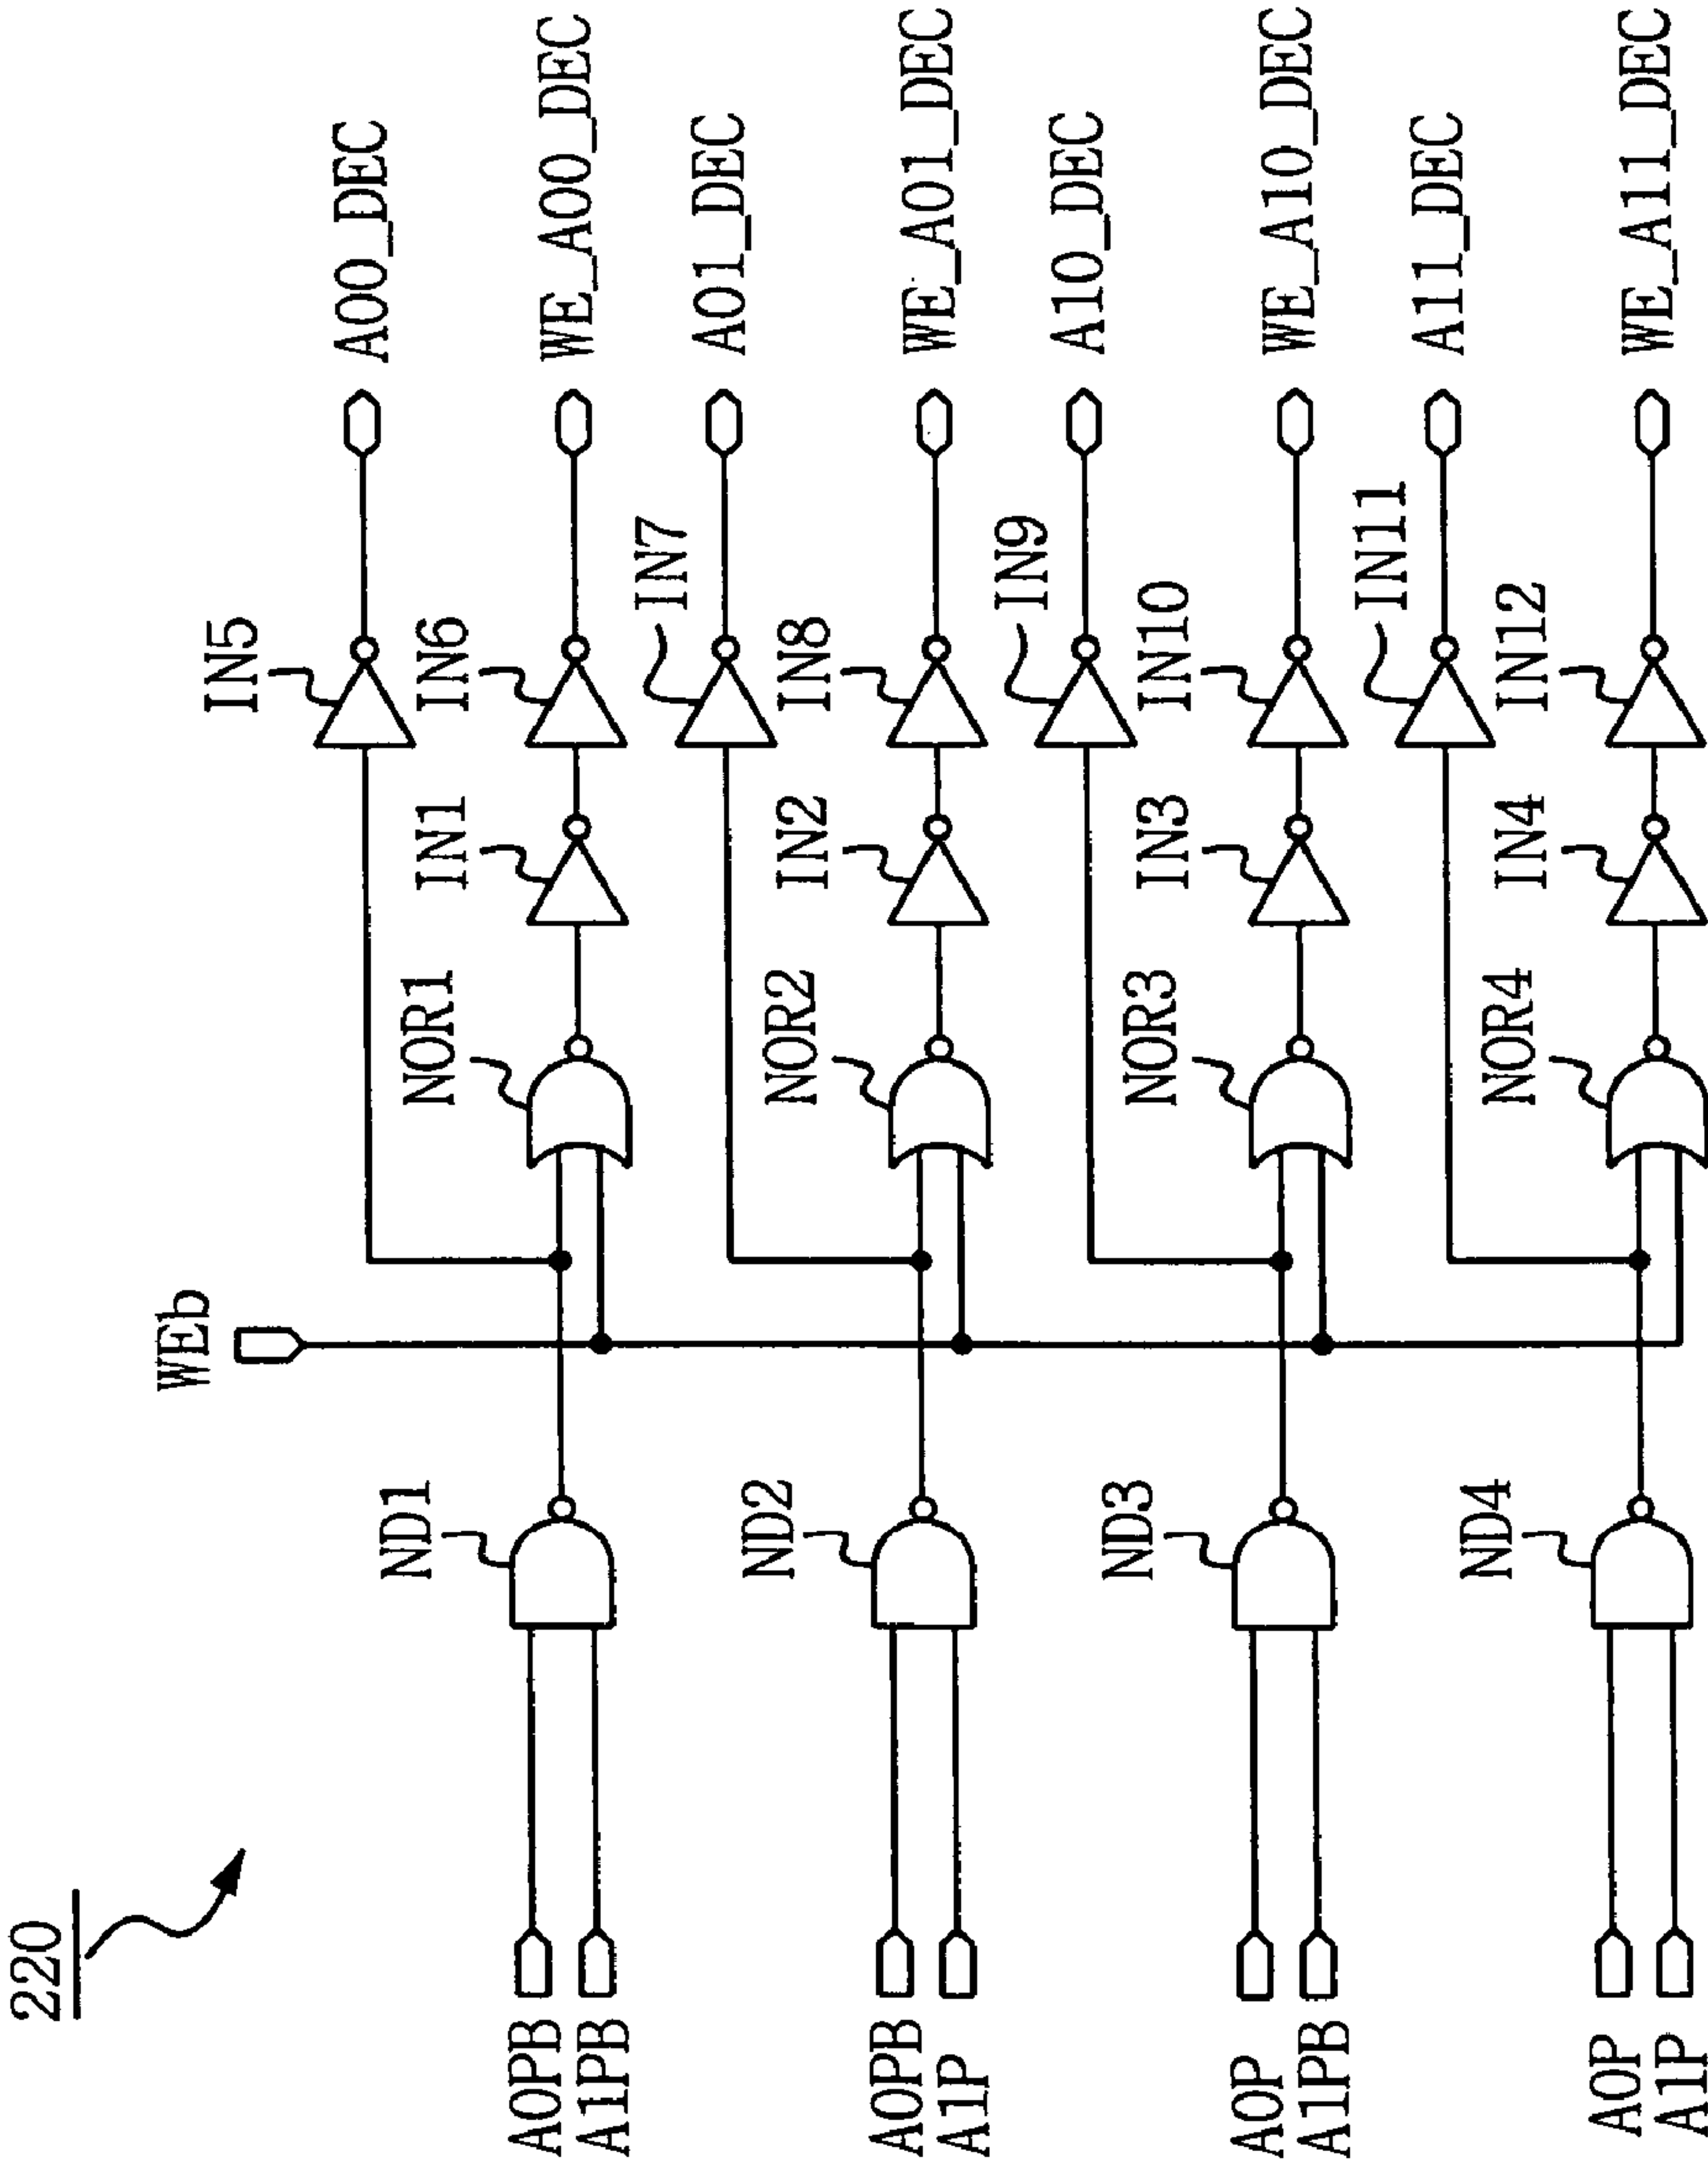 220
WEb
A0PB
A1PB
ND1
NOR1
IN1
IN5
IN6
A00_DEC
WE_A00_DEC
A0PB
A1P
ND2
NOR2
IN2
IN7
IN8
A01_DEC
WE_A01_DEC
A0P
A1PB
ND3
NOR3
IN3
IN9
IN10
A10_DEC
WE_A10_DEC
A0P
A1P
ND4
NOR4
IN4
IN11
IN12
A11_DEC
WE_A11_DEC